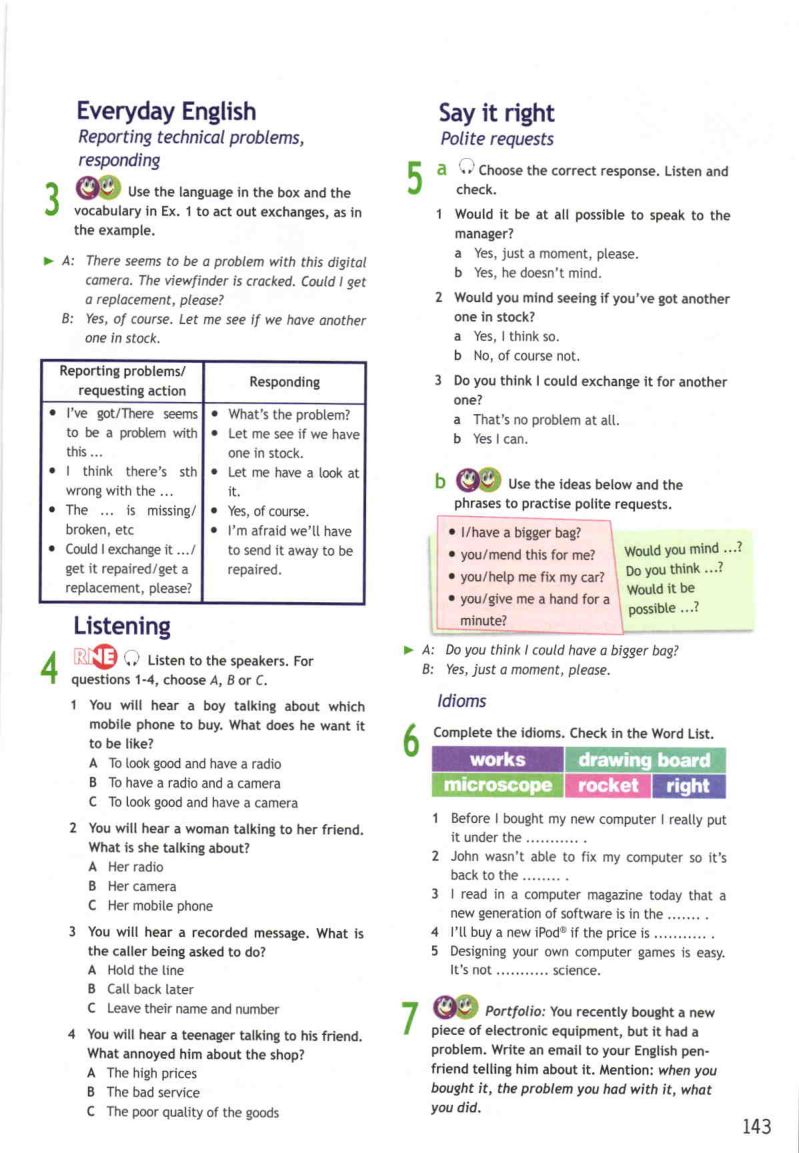 Everyday English
Reporting technical problems,
responding
3 Use the language in the box and the
vocabulary in Ex. 1 to act out exchanges, as in
the example.
► A: There seems to be a problem with this digital
camera. The viewfinder is cracked. Could I get
a replacement, please?
B: Yes, of course. Let me see if we have another
one in stock.
Reporting problems/
requesting action
• I've got/There seems
to be a problem with
this ...
• I think there's sth
wrong with the ...
• The ... is missing/
broken, etc
• Could I exchange it .../
get it repaired/get a
replacement, please?
Responding
• What's the problem?
• Let me see if we have
one in stock.
• Let me have a look at
it.
• Yes, of course.
• I'm afraid we'll have
to send it away to be
repaired.
Listening
4 RNE Listen to the speakers. For
questions 1-4, choose A, B or C.
1 You will hear a boy talking about which
mobile phone to buy. What does he want it
to be like?
A To look good and have a radio
B To have a radio and a camera
C To look good and have a camera
2 You will hear a woman talking to her friend.
What is she talking about?
A Her radio
B Her camera
C Her mobile phone
3 You will hear a recorded message. What is
the caller being asked to do?
A Hold the line
B Call back later
C Leave their name and number
4 You will hear a teenager talking to his friend.
What annoyed him about the shop?
A The high prices
B The bad service
C The poor quality of the goods
Say it right
Polite requests
5 a Choose the correct response. Listen and
check.
1 Would it be at all possible to speak to the
manager?
a Yes, just a moment, please.
b Yes, he doesn't mind.
2 Would you mind seeing if you've got another
one in stock?
a Yes, I think so.
b No, of course not.
3 Do you think I could exchange it for another
one?
a That's no problem at all.
b Yes I can.
b Use the ideas below and the
phrases to practise polite requests.
• I/have a bigger bag?
• you/mend this for me?
• you/help me fix my car?
• you/give me a hand for a
minute?
Would you mind ...?
Do you think ...?
Would it be
possible ...?
► A: Do you think I could have a bigger bag?
B: Yes, just a moment, please.
Idioms
6 Complete the idioms. Check in the Word List.
works drawing board
microscope rocket right
1 Before I bought my new computer I really put
it under the ........... .
2 John wasn't able to fix my computer so it's
back to the ........ .
3 I read in a computer magazine today that a
new generation of software is in the ....... .
4 I'll buy a new iPod® if the price is ........... .
5 Designing your own computer games is easy.
It's not ........... science.
7 Portfolio: You recently bought a new
piece of electronic equipment, but it had a
problem. Write an email to your English pen-
friend telling him about it. Mention: when you
bought it, the problem you had with it, what
you did.
143